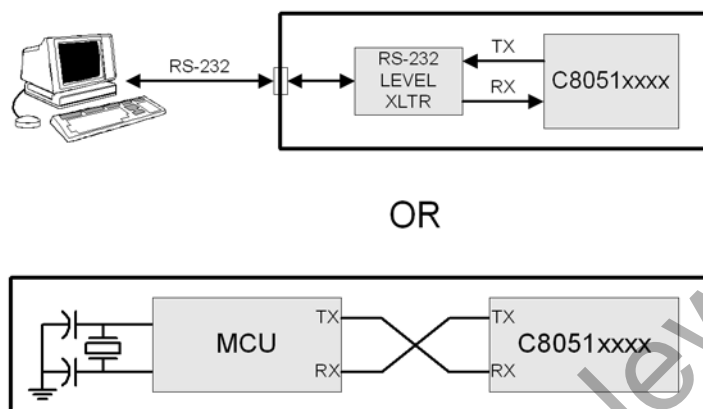 RS-232
RS-232
LEVEL
XLTR
TX
RX
C8051xxxx
OR
MCU
TX
RX
TX
RX
C8051xxxx